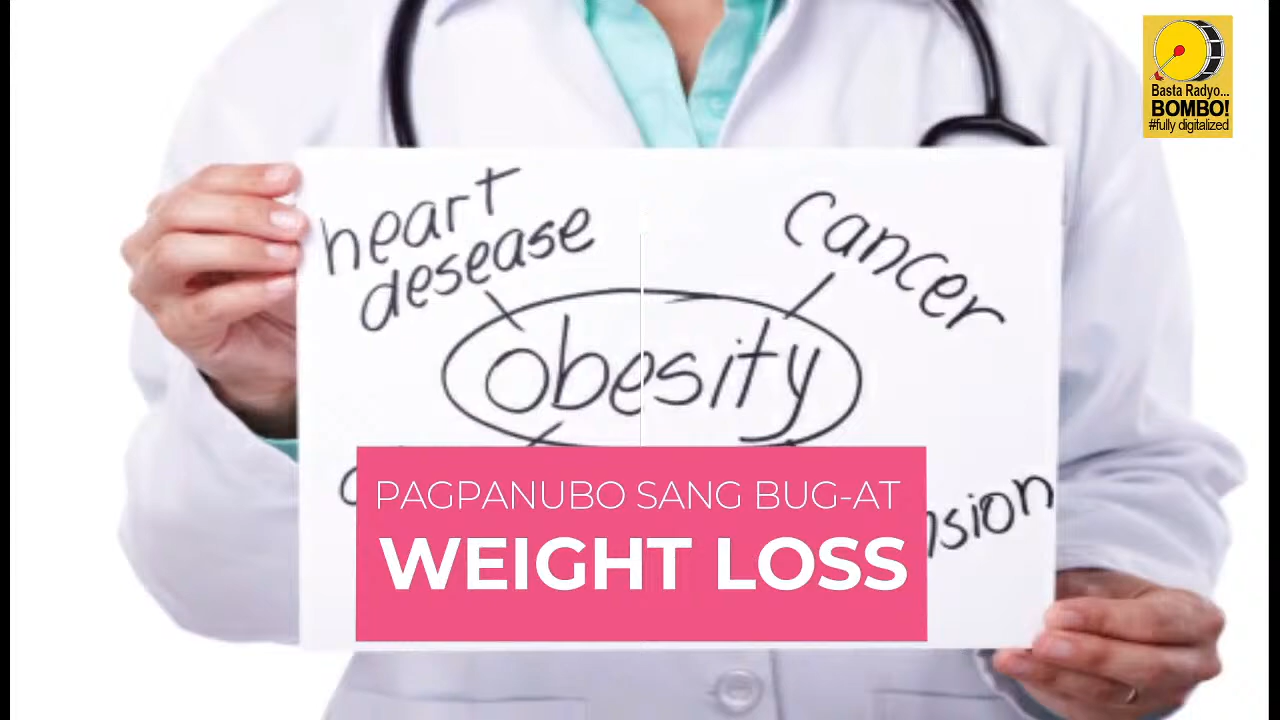 Basta Radyo...
BOMBO!
#fully digitalized
heart
desease
cancer
obesity
PAGPANUBO SANG BUG-AT
WEIGHT LOSS